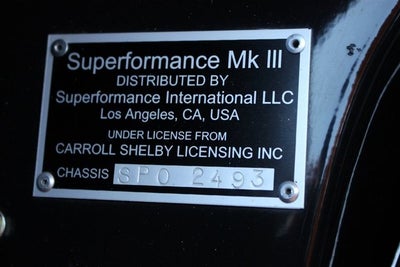 Superformance Mk III
DISTRIBUTED BY
Superformance International LLC
Los Angeles, CA, USA
UNDER LICENSE FROM
CARROLL SHELBY LICENSING INC
CHASSIS SPO 2493